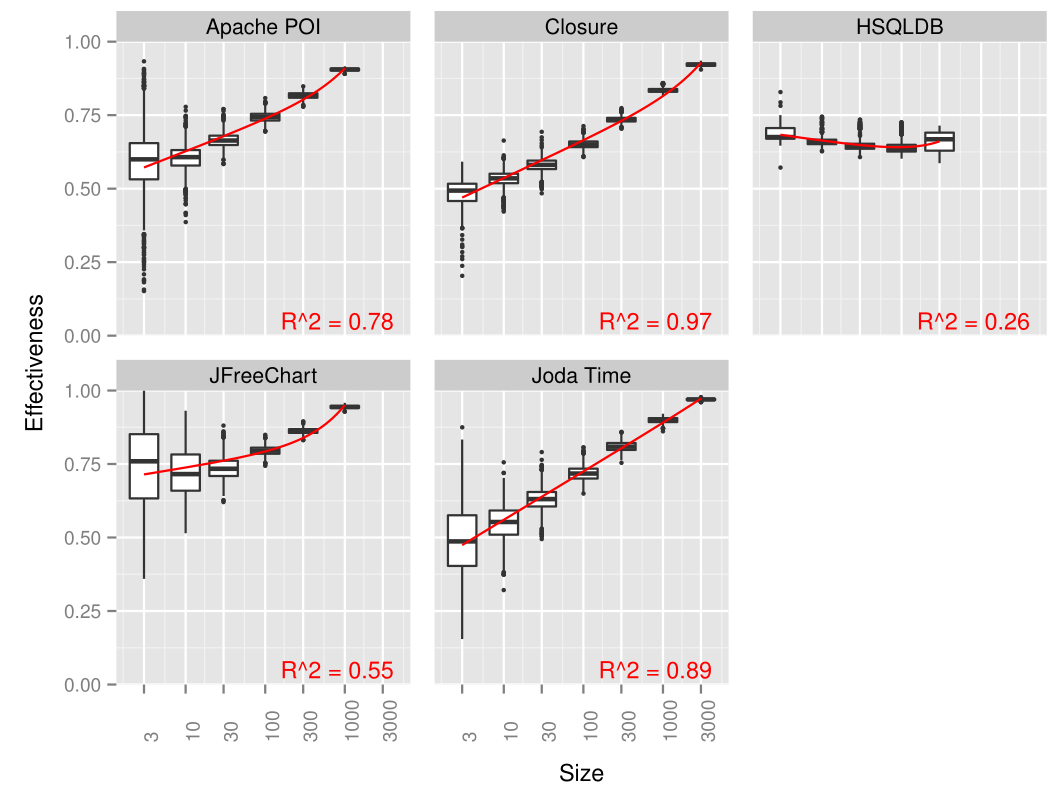 Apache POI
Closure
HSQLDB
1.00
0.75
0.50
0.25
0.00
R^2 = 0.78
R^2 = 0.97
R^2 = 0.26
Effectiveness
JFreeChart
Joda Time
1.00
0.75
0.50
0.25
0.00
R^2 = 0.55
R^2 = 0.89
3 10 30 100 300 1000 3000
3 10 30 100 300 1000 3000
Size